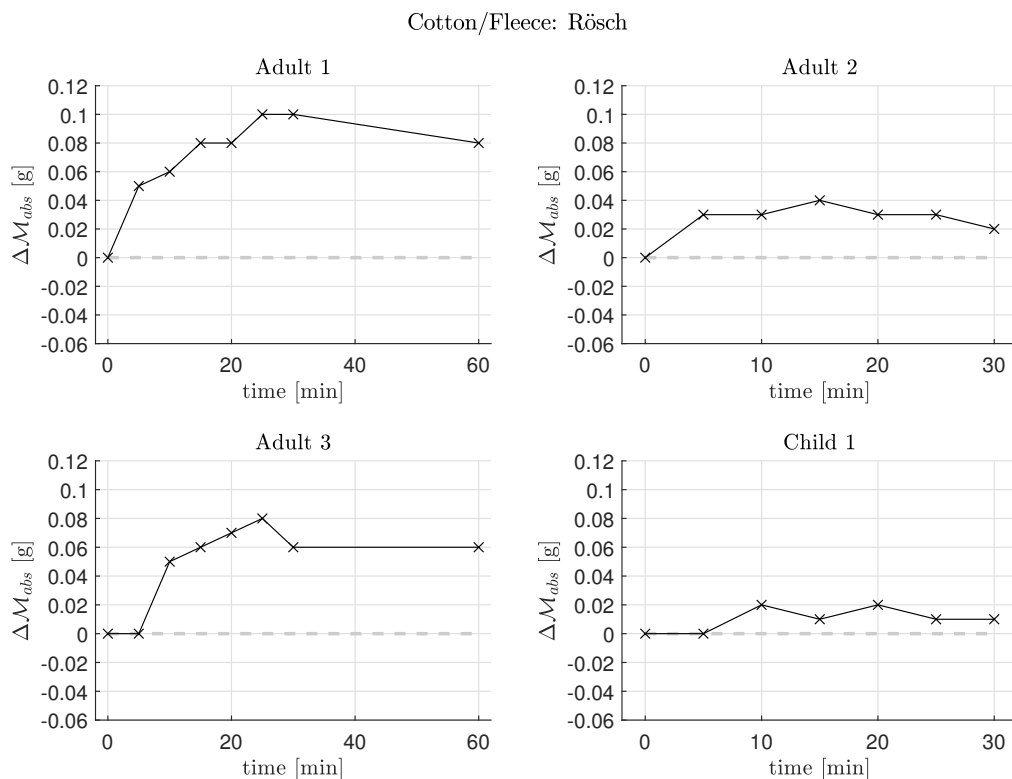 Cotton/Fleece: Rösch
Adult 1
0.12
0.1
0.08
0.06
0.04
0.02
0
-0.02
-0.04
-0.06
ΔM_abs [g]
0 20 40 60
time [min]
Adult 2
0.12
0.1
0.08
0.06
0.04
0.02
0
-0.02
-0.04
-0.06
ΔM_abs [g]
0 10 20 30
time [min]
Adult 3
0.12
0.1
0.08
0.06
0.04
0.02
0
-0.02
-0.04
-0.06
ΔM_abs [g]
0 20 40 60
time [min]
Child 1
0.12
0.1
0.08
0.06
0.04
0.02
0
-0.02
-0.04
-0.06
ΔM_abs [g]
0 10 20 30
time [min]